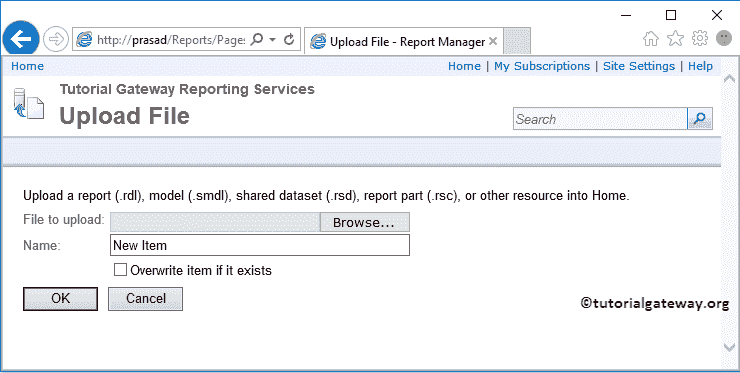 http://prasad/Reports/Page:
Upload File - Report Manager
Home
Home | My Subscriptions | Site Settings | Help
Tutorial Gateway Reporting Services
Upload File
Search
Upload a report (.rdl), model (.smdl), shared dataset (.rsd), report part (.rsc), or other resource into Home.
File to upload:
Browse...
Name:
New Item
Overwrite item if it exists
OK
Cancel
©tutorialgateway.org